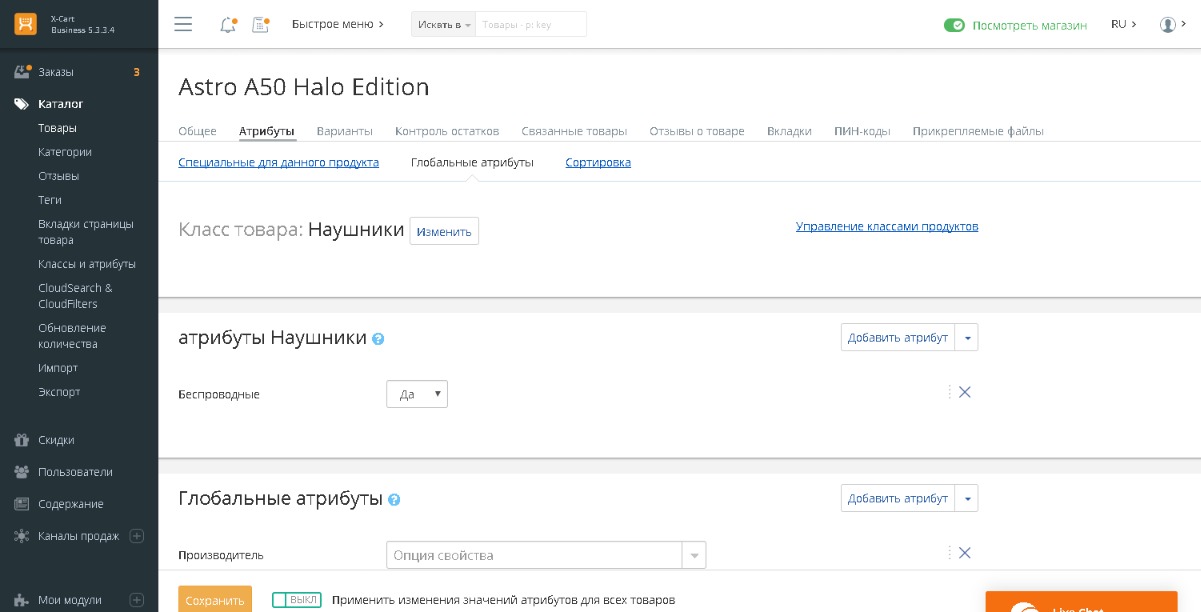 X-Cart
Business 5.3.3.4
Быстрое меню
Искать в
RU
Посмотреть магазин
Заказы 3
Каталог
Товары
Категории
Отзывы
Теги
Вкладки страницы
товара
Классы и атрибуты
CloudSearch &
CloudFilters
Обновление
количества
Импорт
Экспорт
Скидки
Пользователи
Содержание
Каналы продаж
Мои модули
Astro A50 Halo Edition
Общее Атрибуты Варианты Контроль остатков Связанные товары Отзывы о товаре Вкладки ПИН-коды Прикрепляемые файлы
Специальные для данного продукта Глобальные атрибуты Сортировка
Класс товара: Наушники Изменить Управление классами продуктов
атрибуты Наушники ? Добавить атрибут
Беспроводные Да
Глобальные атрибуты ? Добавить атрибут
Производитель Опция свойства
Сохранить ВЫКЛ Применить изменения значений атрибутов для всех товаров
Live Chat